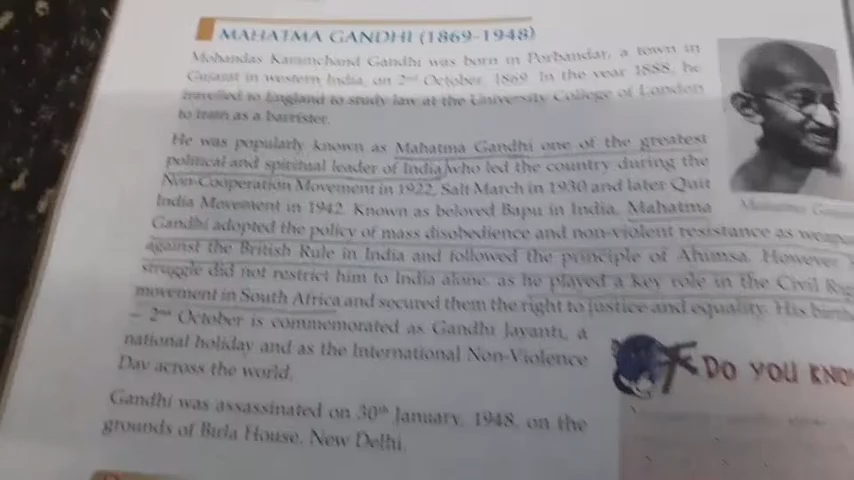 MAHATMA GANDHI (1869-1948)
Mohandas Karamchand Gandhi was born in Porbandar, a town in
Gujarat in western India, on 2nd October, 1869. In the year 1888, he
travelled to England to study law at the University College of London
to train as a barrister.
He was popularly known as Mahatma Gandhi one of the greatest
political and spiritual leader of India who led the country during the
Non-Cooperation Movement in 1922, Salt March in 1930 and later Quit
India Movement in 1942. Known as beloved Bapu in India, Mahatma
Gandhi adopted the policy of mass disobedience and non-violent resistance as
against the British Rule in India and followed the principle of Ahimsa. However,
struggle did not restrict him to India alone, as he played a key role in the Civil
movement in South Africa and secured them the right to justice and equality. His
– 2nd October is commemorated as Gandhi Jayanti, a
national holiday and as the International Non-Violence
Day across the world.
Gandhi was assassinated on 30th January, 1948, on the
grounds of Birla House, New Delhi.
Mahatma
DO YOU